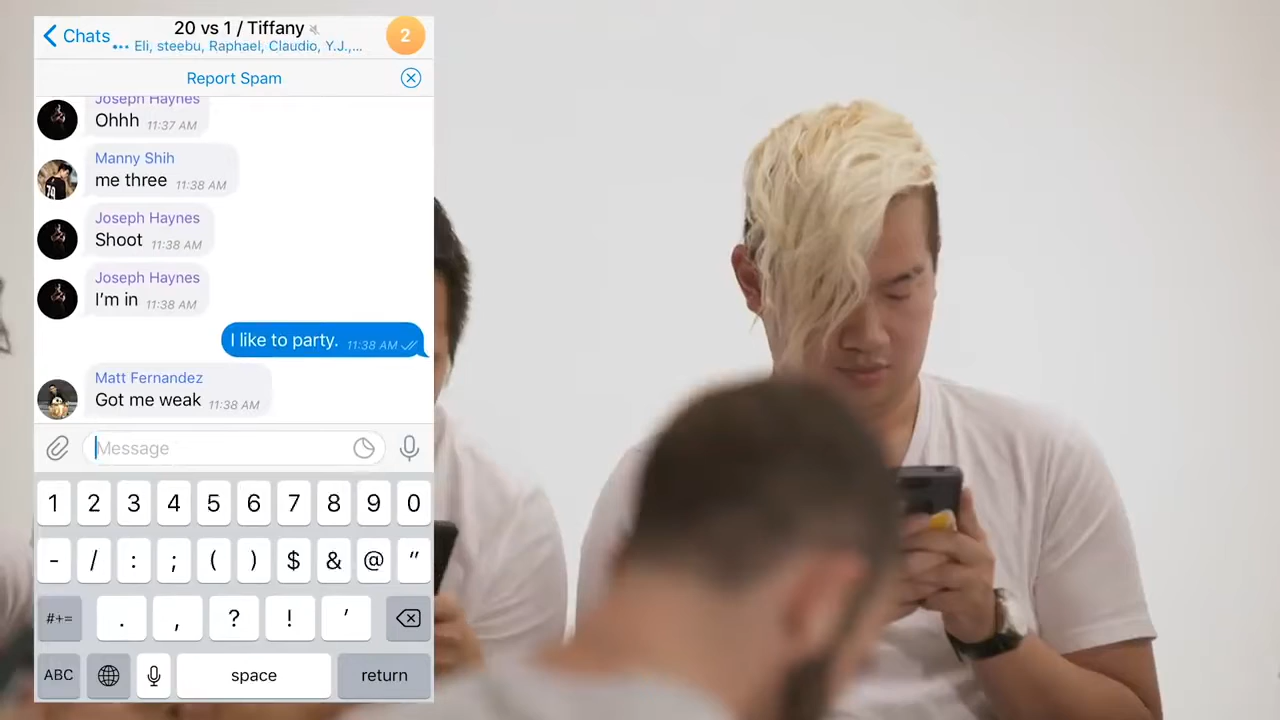 Chats
20 vs 1 / Tiffany
2
Eli, steebu, Raphael, Claudio, Y.J.,...
Report Spam
Joseph Haynes
Ohhh 11:37 AM
Manny Shih
me three 11:38 AM
Joseph Haynes
Shoot 11:38 AM
Joseph Haynes
I'm in 11:38 AM
I like to party. 11:38 AM
Matt Fernandez
Got me weak 11:38 AM
Message
1 2 3 4 5 6 7 8 9 0
- / : ; ( ) $ & @ "
#+= . , ? ! ’
ABC space return